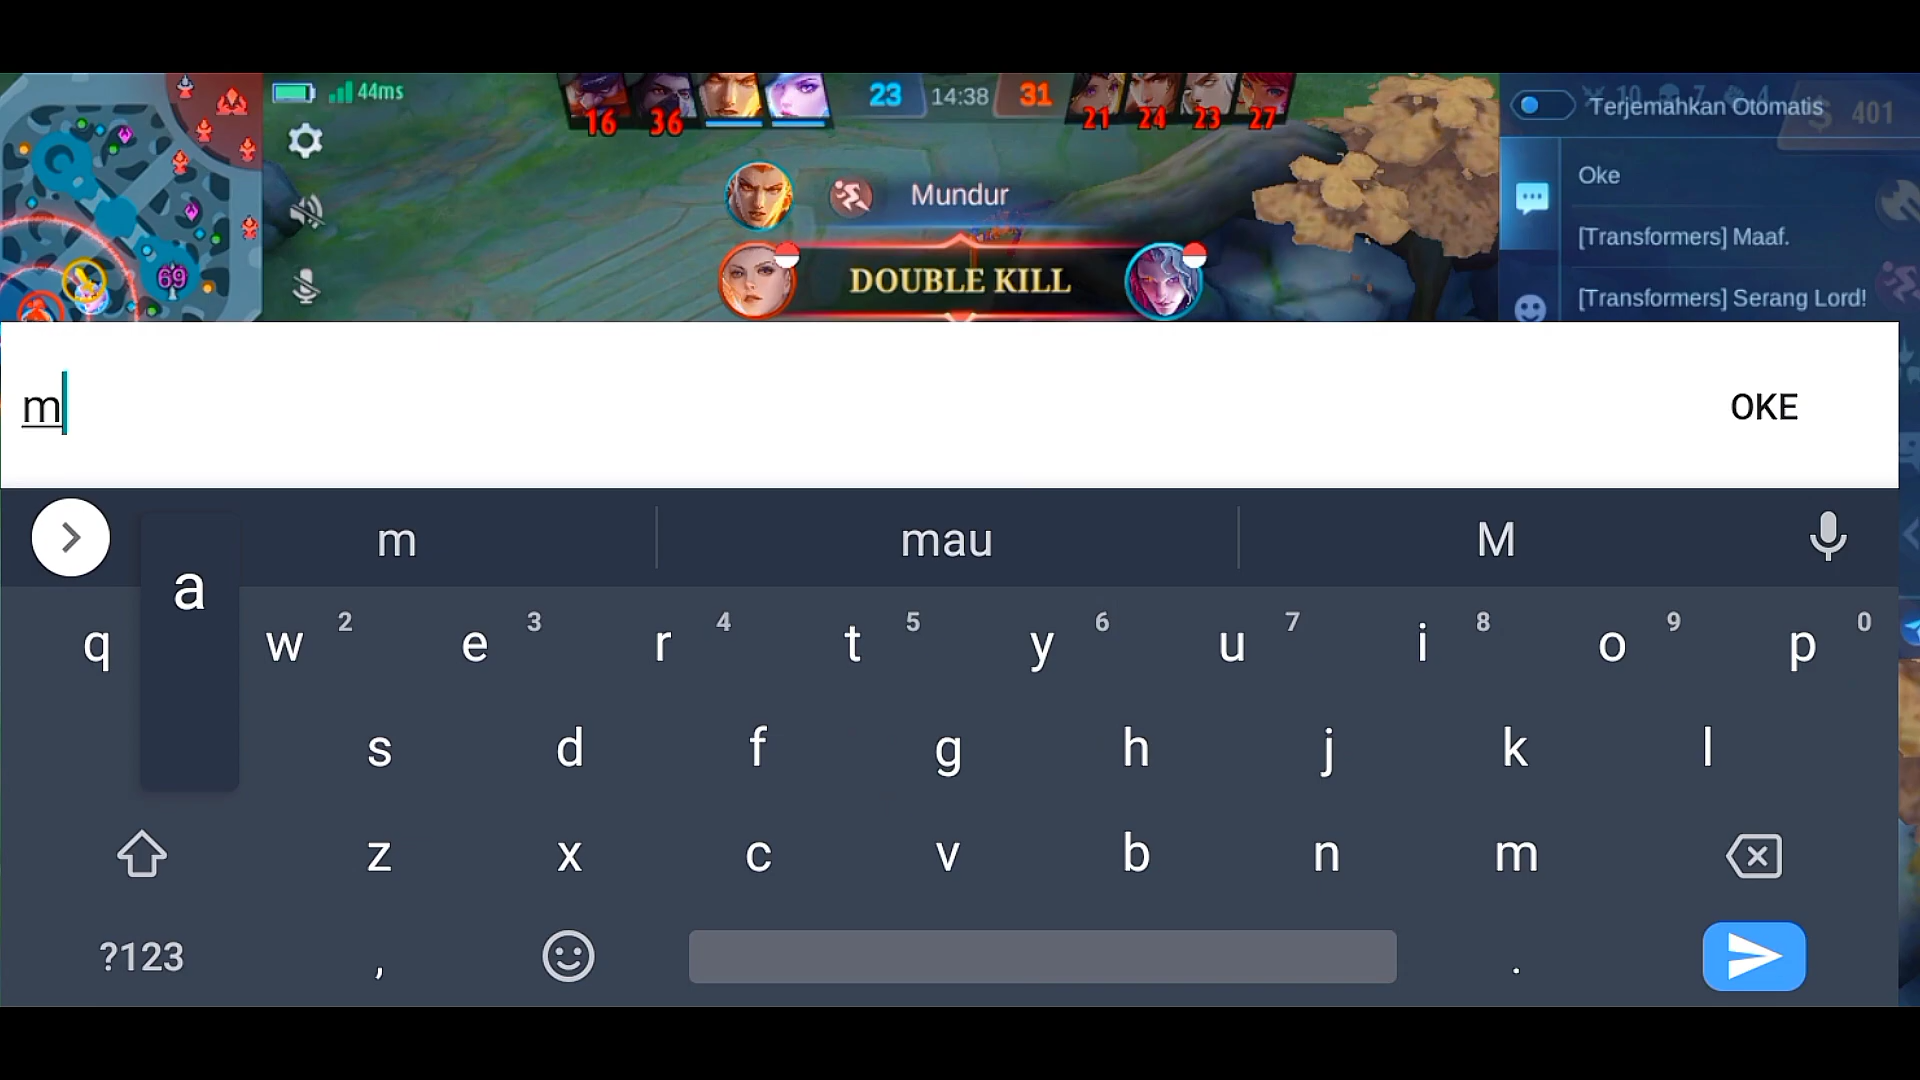 44ms
16 36
23 14:38 31
21 24 23 27
Terjemahkan Otomatis
401
Mundur
Oke
[Transformers] Maaf.
DOUBLE KILL
[Transformers] Serang Lord!
69
m
OKE
m mau M
a
q w 2 e 3 r 4 t 5 y 6 u 7 i 8 o 9 p 0
s d f g h j k l
z x c v b n m
?123 , .